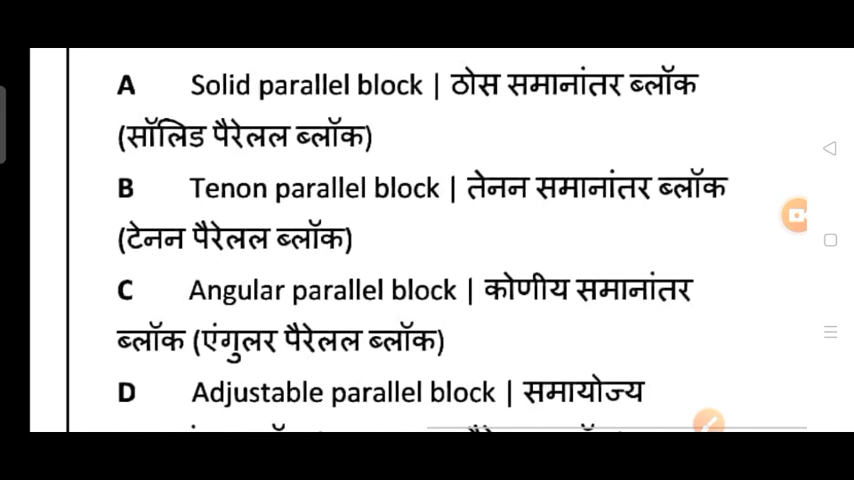 A Solid parallel block | ठोस समानांतर ब्लॉक
(सॉलिड पैरेलल ब्लॉक)
B Tenon parallel block | तेनन समानांतर ब्लॉक
(टेनन पैरेलल ब्लॉक)
C Angular parallel block | कोणीय समानांतर
ब्लॉक (एंगुलर पैरेलल ब्लॉक)
D Adjustable parallel block | समायोज्य